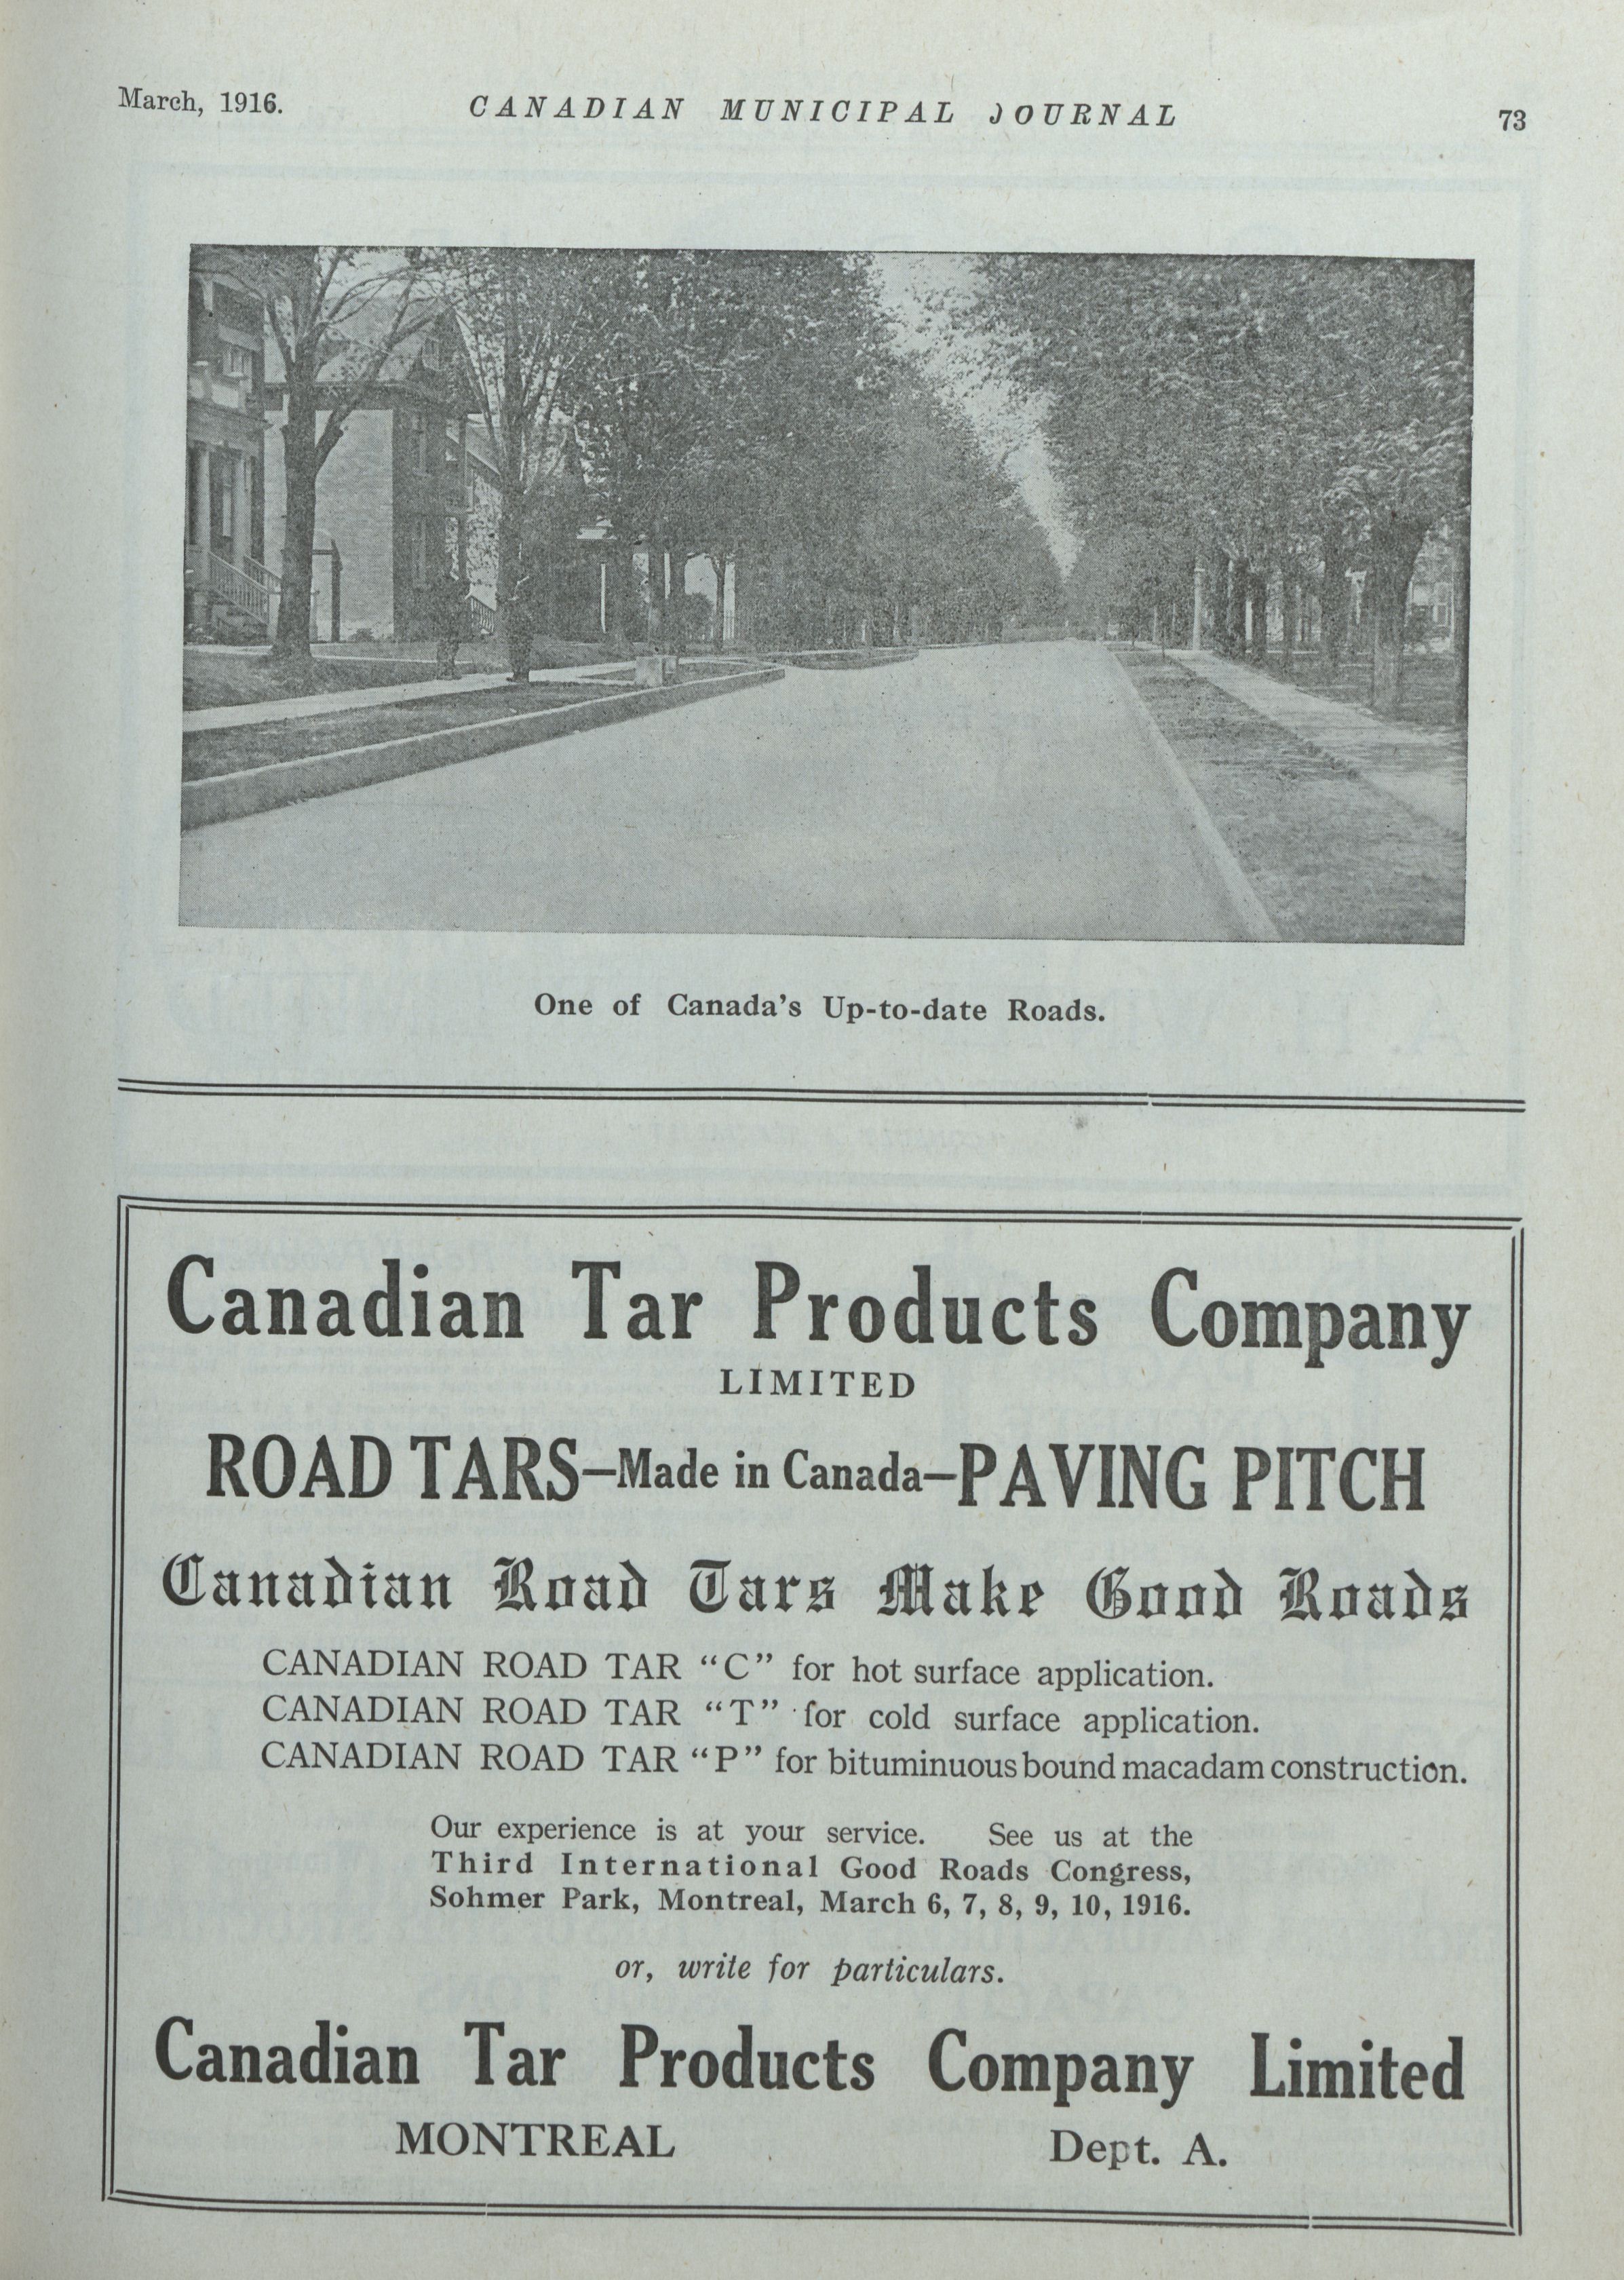 March, 1916.
CANADIAN MUNICIPAL JOURNAL
73
One of Canada's Up-to-date Roads.
Canadian Tar Products Company
LIMITED
ROAD TARS—Made in Canada—PAVING PITCH
Canadian Road Tars Make Good Roads
CANADIAN ROAD TAR "C" for hot surface application.
CANADIAN ROAD TAR "T" for cold surface application.
CANADIAN ROAD TAR "P" for bituminuous bound macadam construction.
Our experience is at your service. See us at the
Third International Good Roads Congress,
Sohmer Park, Montreal, March 6, 7, 8, 9, 10, 1916.
or, write for particulars.
Canadian Tar Products Company Limited
MONTREAL Dept. A.